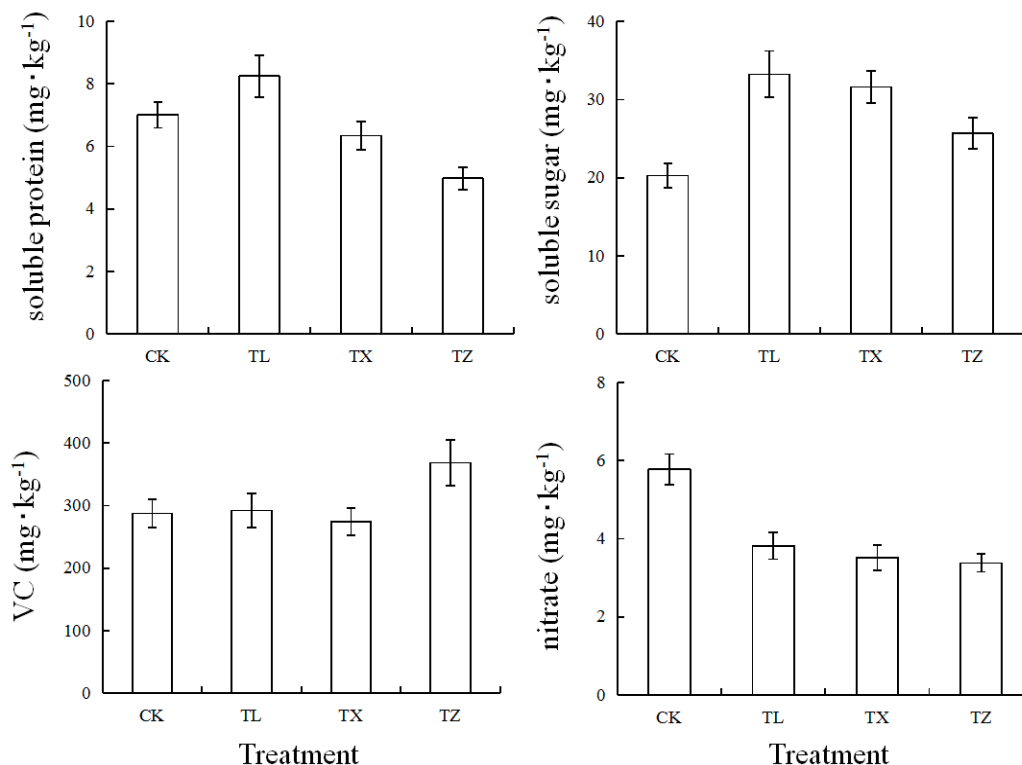 soluble protein (mg·kg-1)
10
8
6
4
2
0
CK TL TX TZ
soluble sugar (mg·kg-1)
40
30
20
10
0
CK TL TX TZ
VC (mg·kg-1)
500
400
300
200
100
0
CK TL TX TZ
Treatment
nitrate (mg·kg-1)
8
6
4
2
0
CK TL TX TZ
Treatment